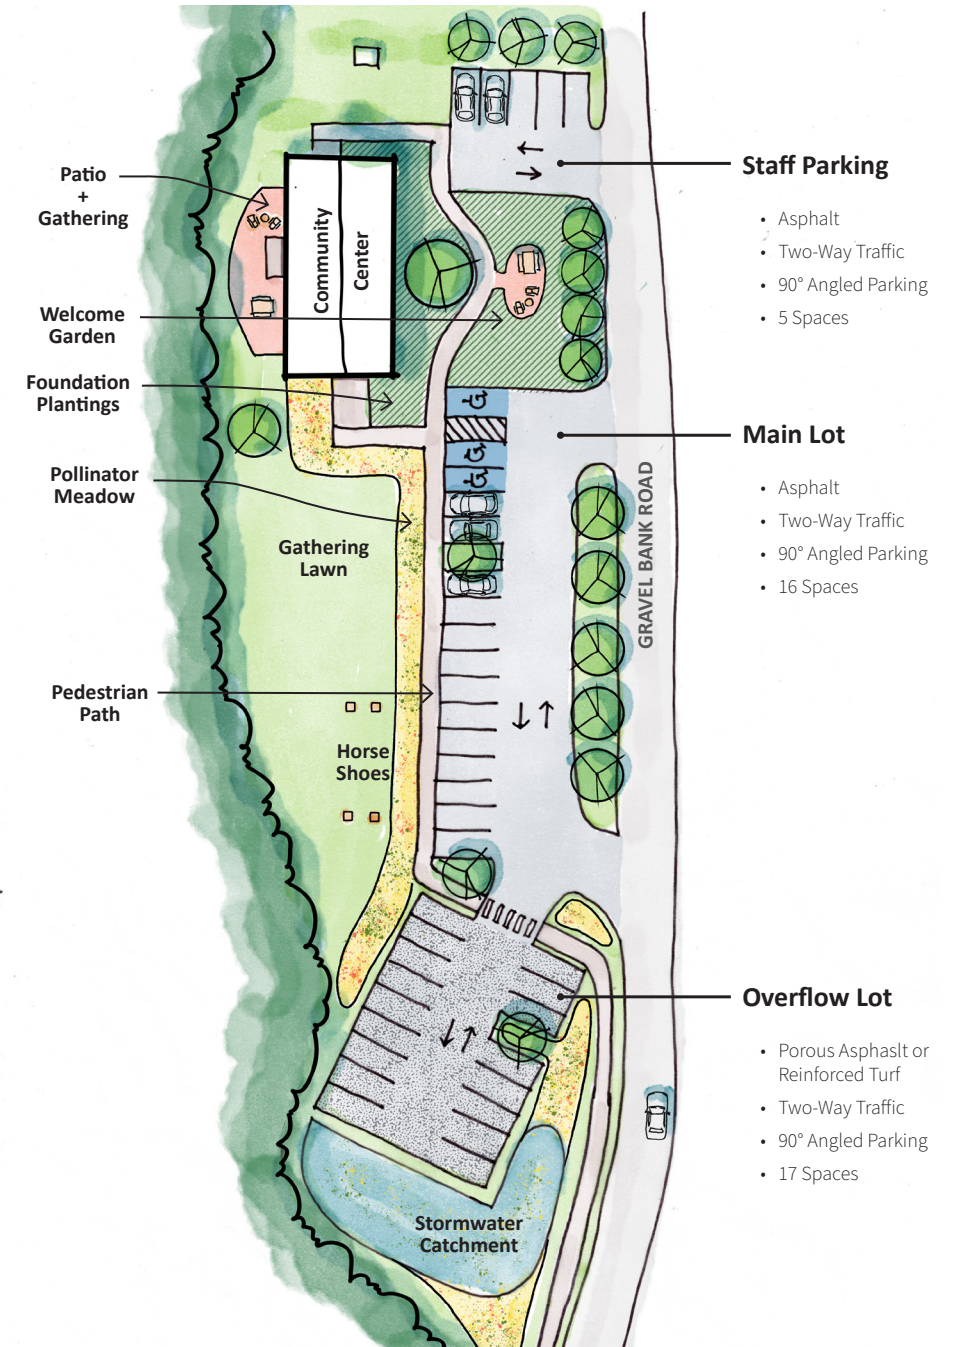 Patio
+
Gathering
Welcome
Garden
Foundation
Plantings
Pollinator
Meadow
Pedestrian
Path
Community
Center
Gathering
Lawn
Horse
Shoes
Stormwater
Catchment
GRAVEL BANK ROAD
Staff Parking
• Asphalt
• Two-Way Traffic
• 90° Angled Parking
• 5 Spaces
Main Lot
• Asphalt
• Two-Way Traffic
• 90° Angled Parking
• 16 Spaces
Overflow Lot
• Porous Asphaslt or
Reinforced Turf
• Two-Way Traffic
• 90° Angled Parking
• 17 Spaces